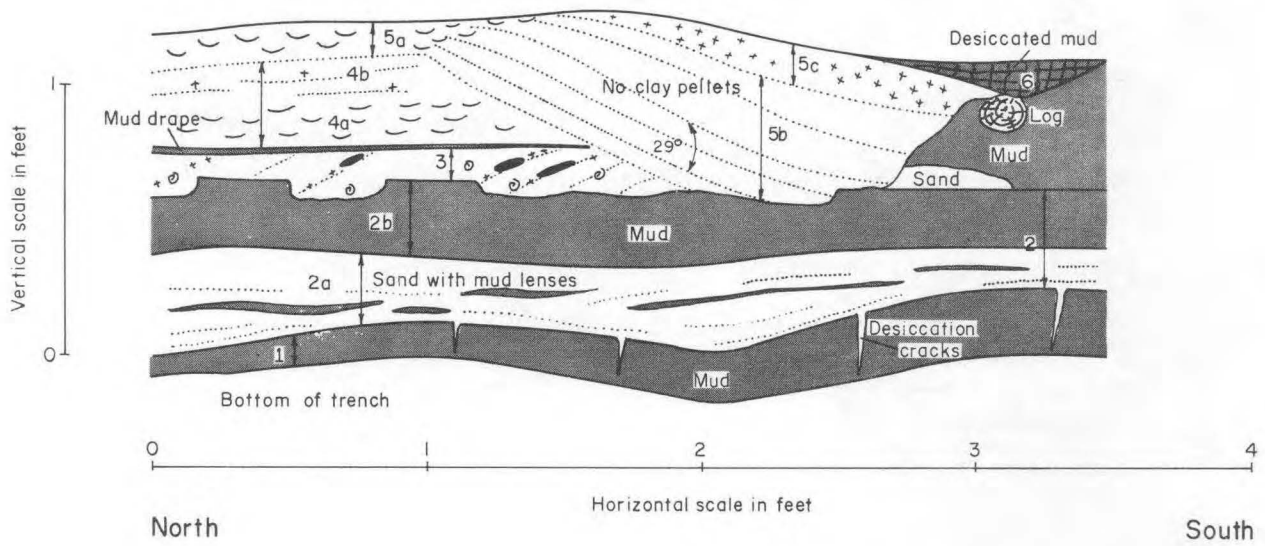 5a
Desiccated mud
4b
5c
6
1
No clay pellets
Log
Mud drape
4a
5b
29°
Mud
3
Sand
2b
Mud
2
2a
Sand with mud lenses
Desiccation
cracks
0
1
Mud
Bottom of trench
Vertical scale in feet
0 1 2 3 4
Horizontal scale in feet
North South